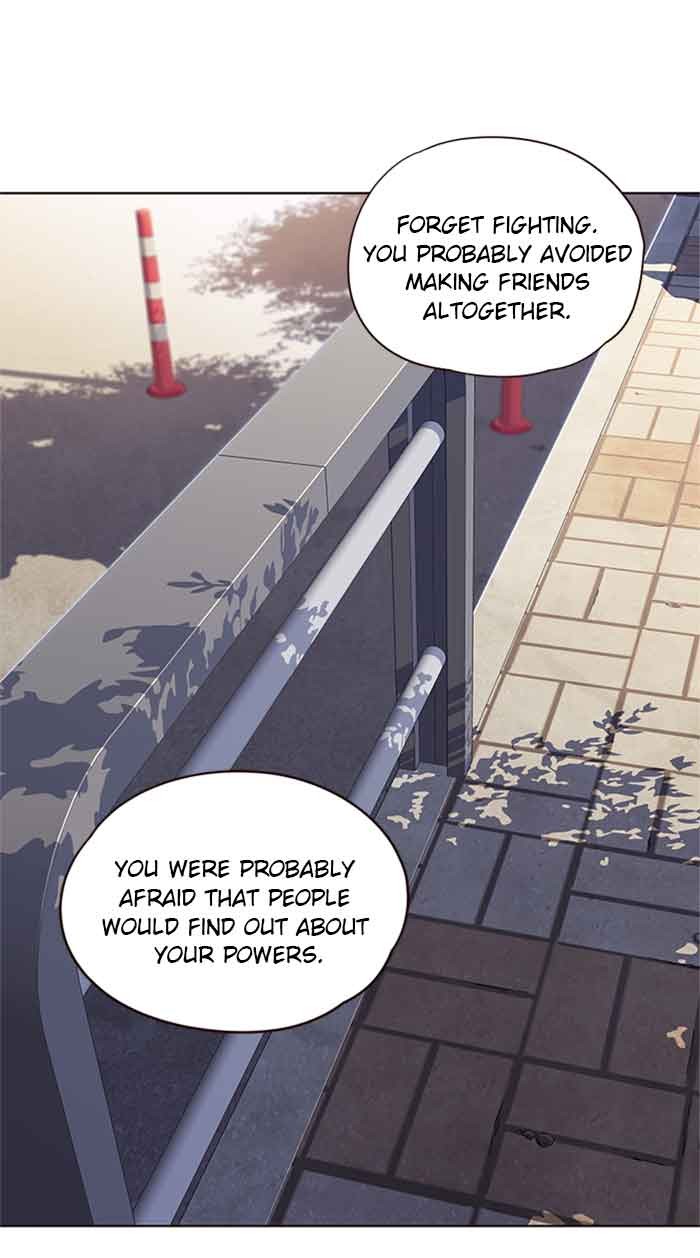 FORGET FIGHTING.
YOU PROBABLY AVOIDED
MAKING FRIENDS
ALTOGETHER.
YOU WERE PROBABLY
AFRAID THAT PEOPLE
WOULD FIND OUT ABOUT
YOUR POWERS.